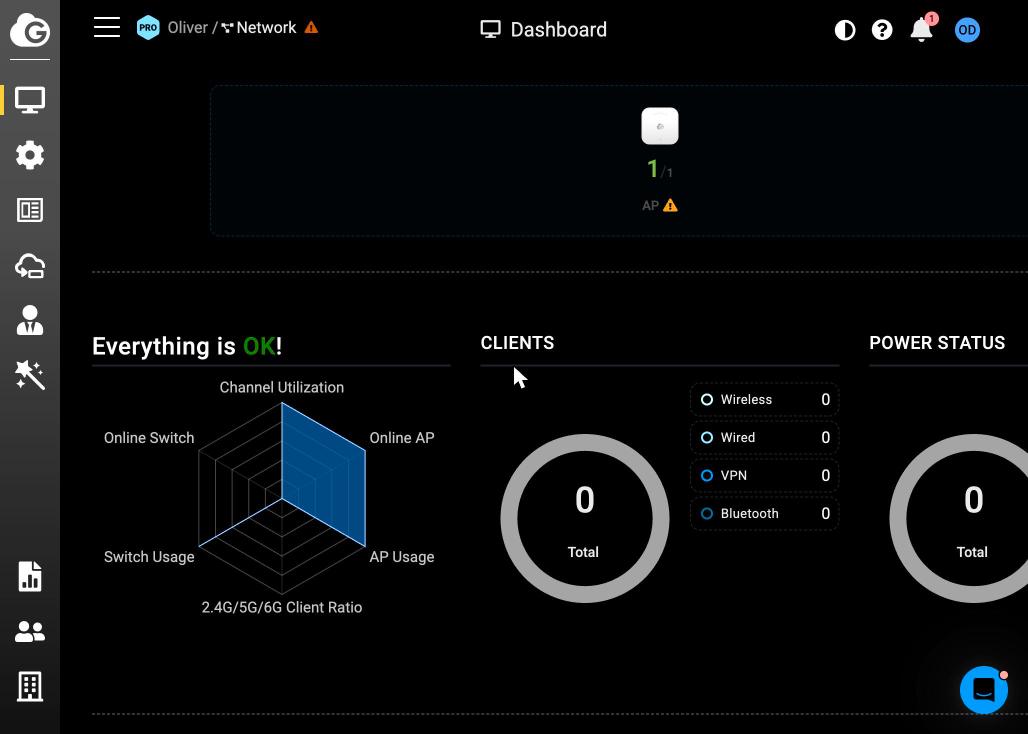 PRO Oliver / Network
Dashboard
1
OD
1/1
AP
Everything is OK!
Channel Utilization
Online Switch
Online AP
Switch Usage
AP Usage
2.4G/5G/6G Client Ratio
CLIENTS
0
Total
Wireless 0
Wired 0
VPN 0
Bluetooth 0
POWER STATUS
0
Total